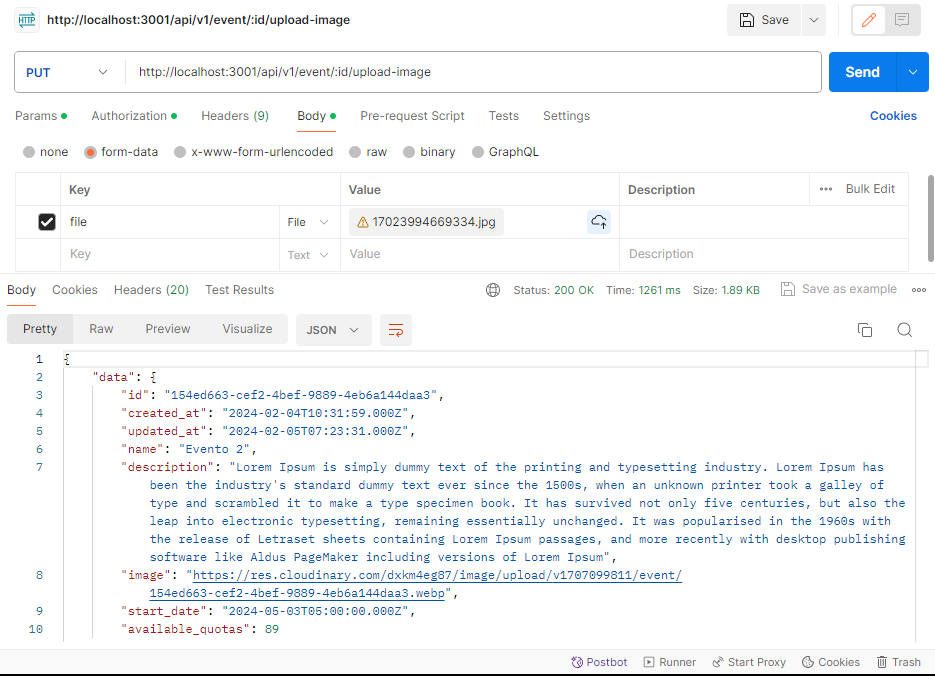 HTTP http://localhost:3001/api/v1/event/:id/upload-image Save
PUT http://localhost:3001/api/v1/event/:id/upload-image Send
Params Authorization Headers (9) Body Pre-request Script Tests Settings Cookies
none form-data x-www-form-urlencoded raw binary GraphQL
Key Value Description Bulk Edit
file File 17023994669334.jpg
Key Text Value Description
Body Cookies Headers (20) Test Results Status: 200 OK Time: 1261 ms Size: 1.89 KB Save as example
Pretty Raw Preview Visualize JSON
1 {
2 "data": {
3 "id": "154ed663-cef2-4bef-9889-4eb6a144daa3",
4 "created_at": "2024-02-04T10:31:59.000Z",
5 "updated_at": "2024-02-05T07:23:31.000Z",
6 "name": "Evento 2",
7 "description": "Lorem Ipsum is simply dummy text of the printing and typesetting industry. Lorem Ipsum has
been the industry's standard dummy text ever since the 1500s, when an unknown printer took a galley of
type and scrambled it to make a type specimen book. It has survived not only five centuries, but also the
leap into electronic typesetting, remaining essentially unchanged. It was popularised in the 1960s with
the release of Letraset sheets containing Lorem Ipsum passages, and more recently with desktop publishing
software like Aldus PageMaker including versions of Lorem Ipsum",
8 "image": "https://res.cloudinary.com/dxkm4eg87/image/upload/v1707099811/event/
154ed663-cef2-4bef-9889-4eb6a144daa3.webp",
9 "start_date": "2024-05-03T05:00:00.000Z",
10 "available_quotas": 89
Postbot Runner Start Proxy Cookies Trash